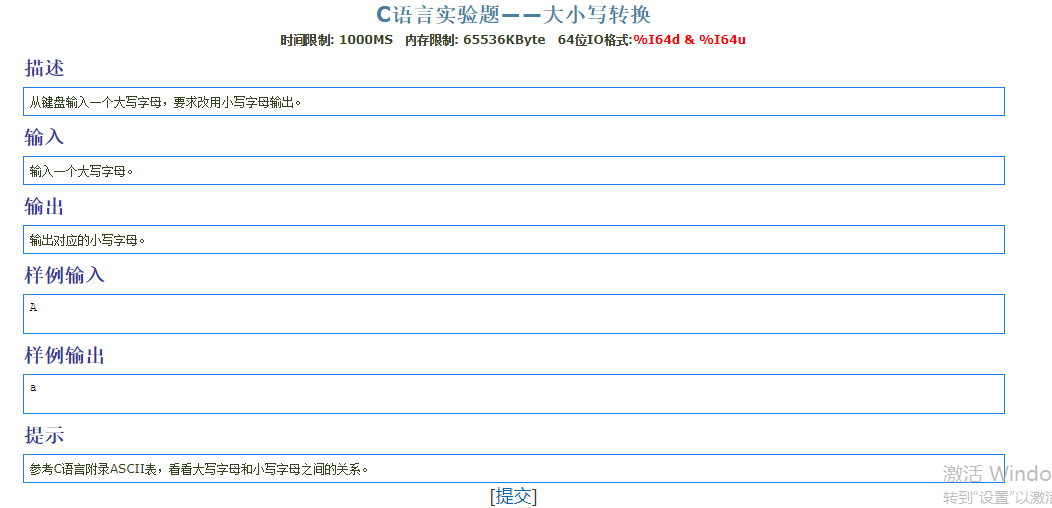 C语言实验题——大小写转换
时间限制: 1000MS 内存限制: 65536KByte 64位IO格式:%I64d & %I64u
描述
从键盘输入一个大写字母，要求改用小写字母输出。
输入
输入一个大写字母。
输出
输出对应的小写字母。
样例输入
A
样例输出
a
提示
参考C语言附录ASCII表，看看大写字母和小写字母之间的关系。
激活 Windo
转到"设置"以激活
[提交]